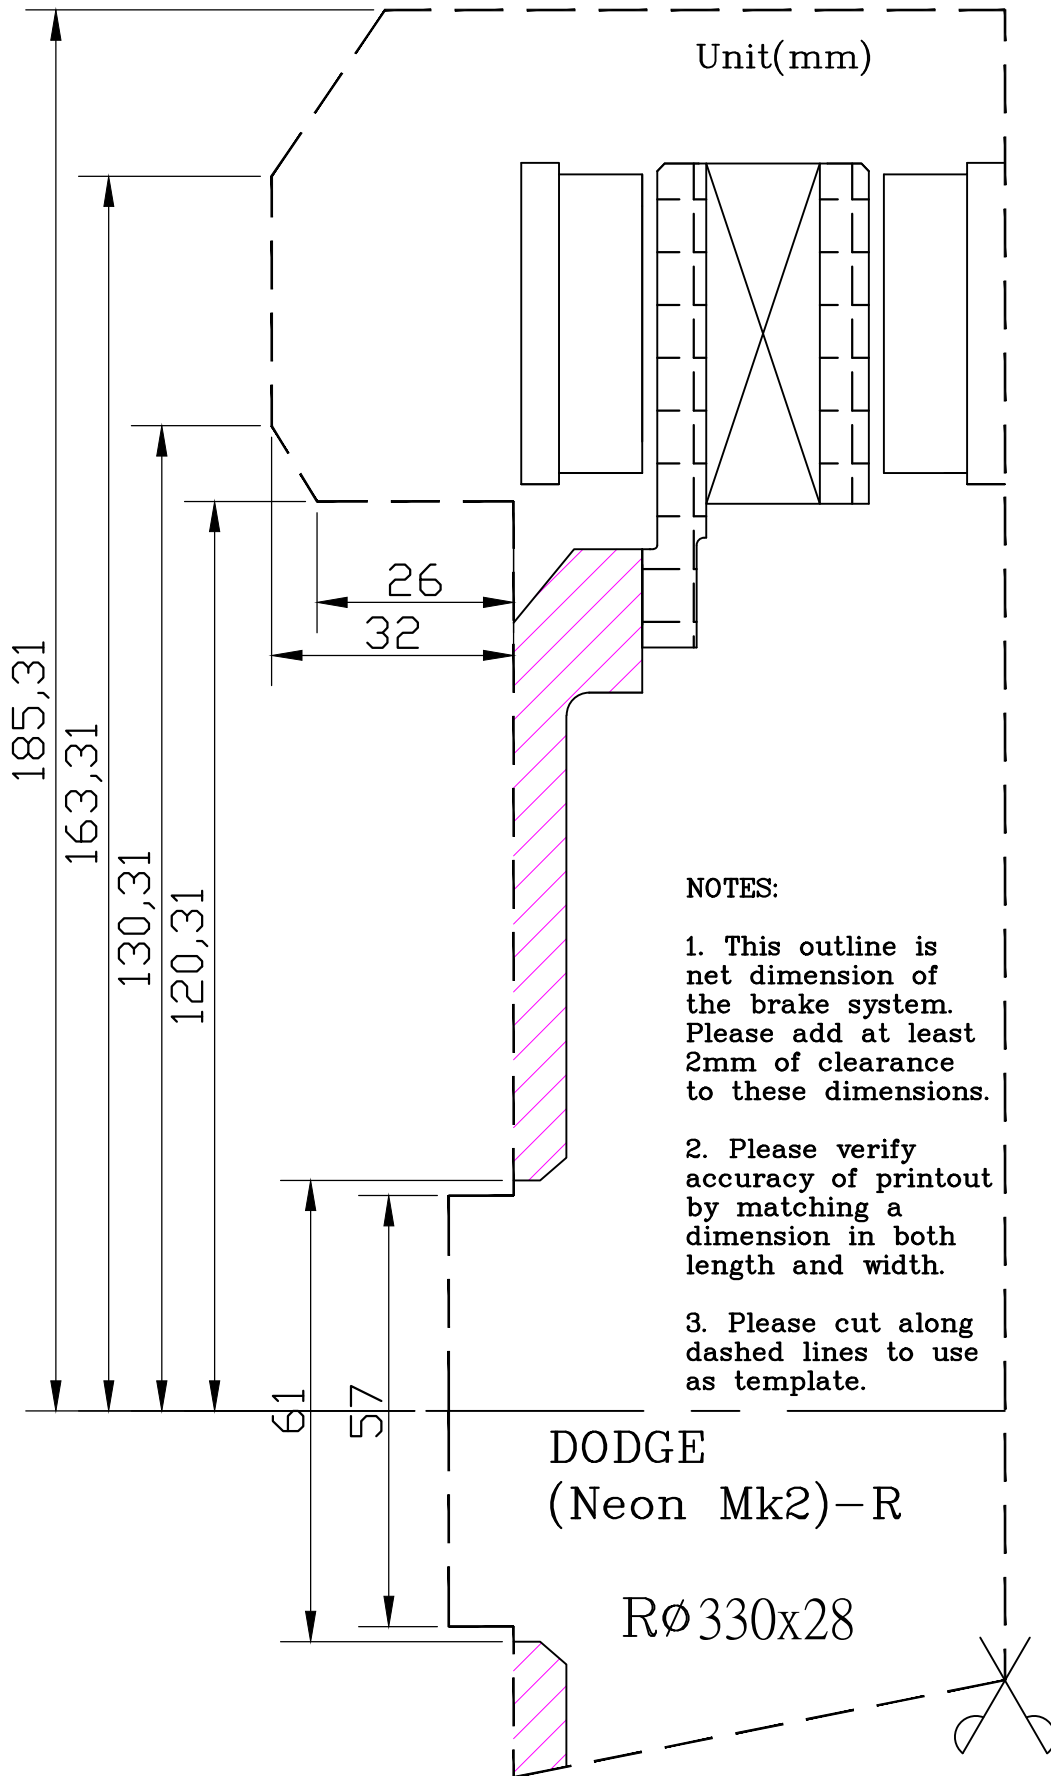 Unit(mm)
26
32
185,31
163,31
130,31
120,31
NOTES:
1. This outline is
net dimension of
the brake system.
Please add at least
2mm of clearance
to these dimensions.
2. Please verify
accuracy of printout
by matching a
dimension in both
length and width.
3. Please cut along
dashed lines to use
as template.
61
57
DODGE
(Neon Mk2)-R
RØ330x28